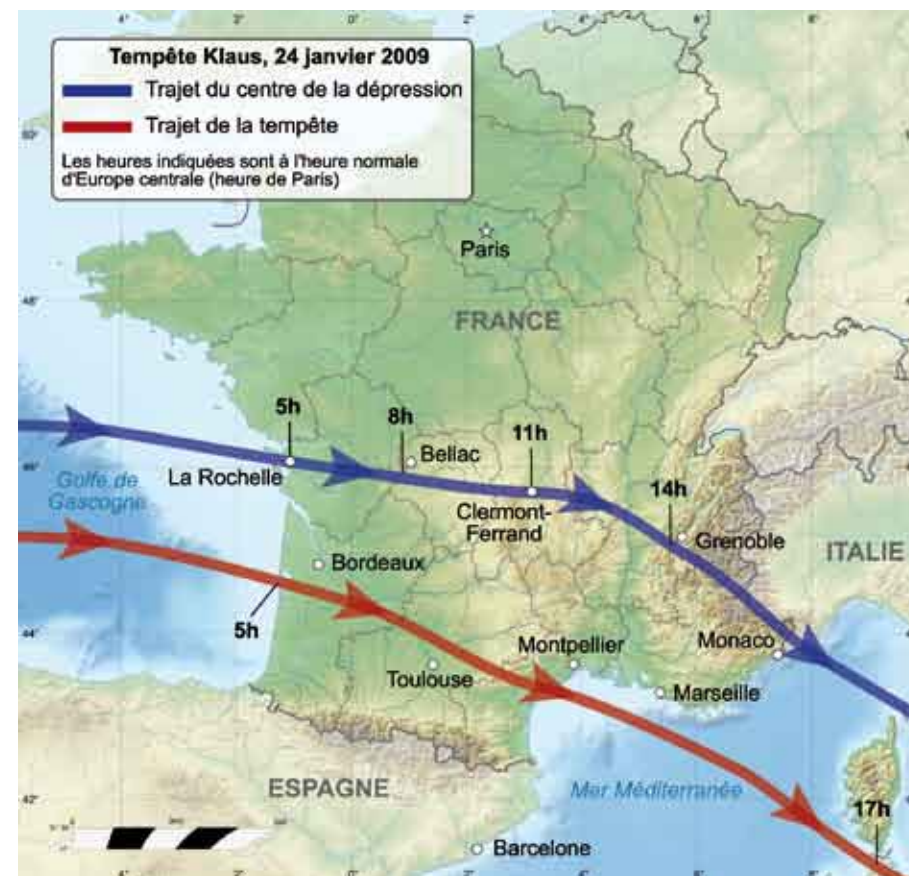 Tempête Klaus, 24 janvier 2009
Trajet du centre de la dépression
Trajet de la tempête
Les heures indiquées sont à l'heure normale
d'Europe centrale (heure de Paris)
Paris
FRANCE
5h
8h
11h
14h
Bellac
La Rochelle
Clermont-
Ferrand
Golfe de
Gascogne
Grenoble
ITALIE
Bordeaux
5h
Toulouse
Montpellier
Monaco
Marseille
ESPAGNE
Mer Méditerranée
17h
Barcelone